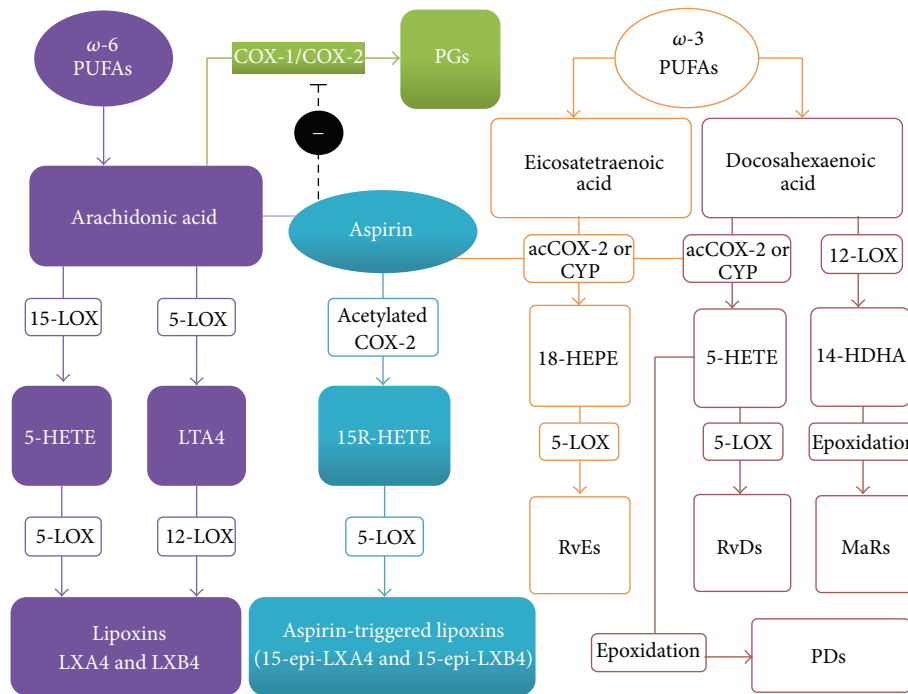 ω-6
PUFAs
COX-1/COX-2
PGs
ω-3
PUFAs
–
Eicosatetraenoic
acid
Docosahexaenoic
acid
Arachidonic acid
Aspirin
acCOX-2 or
CYP
acCOX-2 or
CYP
12-LOX
15-LOX
5-LOX
Acetylated
COX-2
18-HEPE
5-HETE
14-HDHA
5-HETE
LTA4
15R-HETE
5-LOX
5-LOX
Epoxidation
5-LOX
12-LOX
5-LOX
RvEs
RvDs
MaRs
Lipoxins
LXA4 and LXB4
Aspirin-triggered lipoxins
(15-epi-LXA4 and 15-epi-LXB4)
Epoxidation
PDs